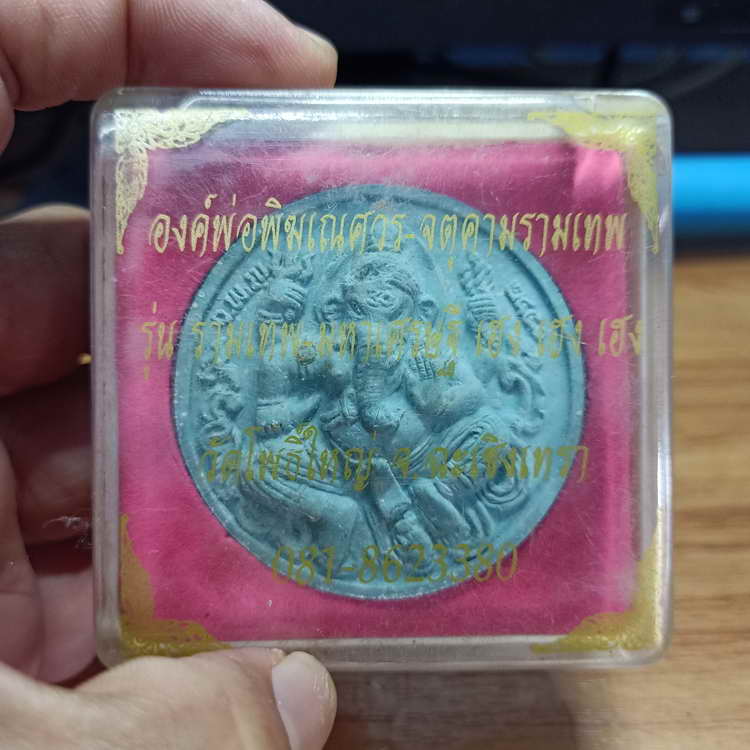 องค์พ่อพิฆเณศวร-จตุคามรามเทพ
รุ่น รามเทพ-มหาเศรษฐี เฮง เฮง เฮง
วัดโพธิ์ใหญ่ จ.ฉะเชิงเทรา
081-8623380